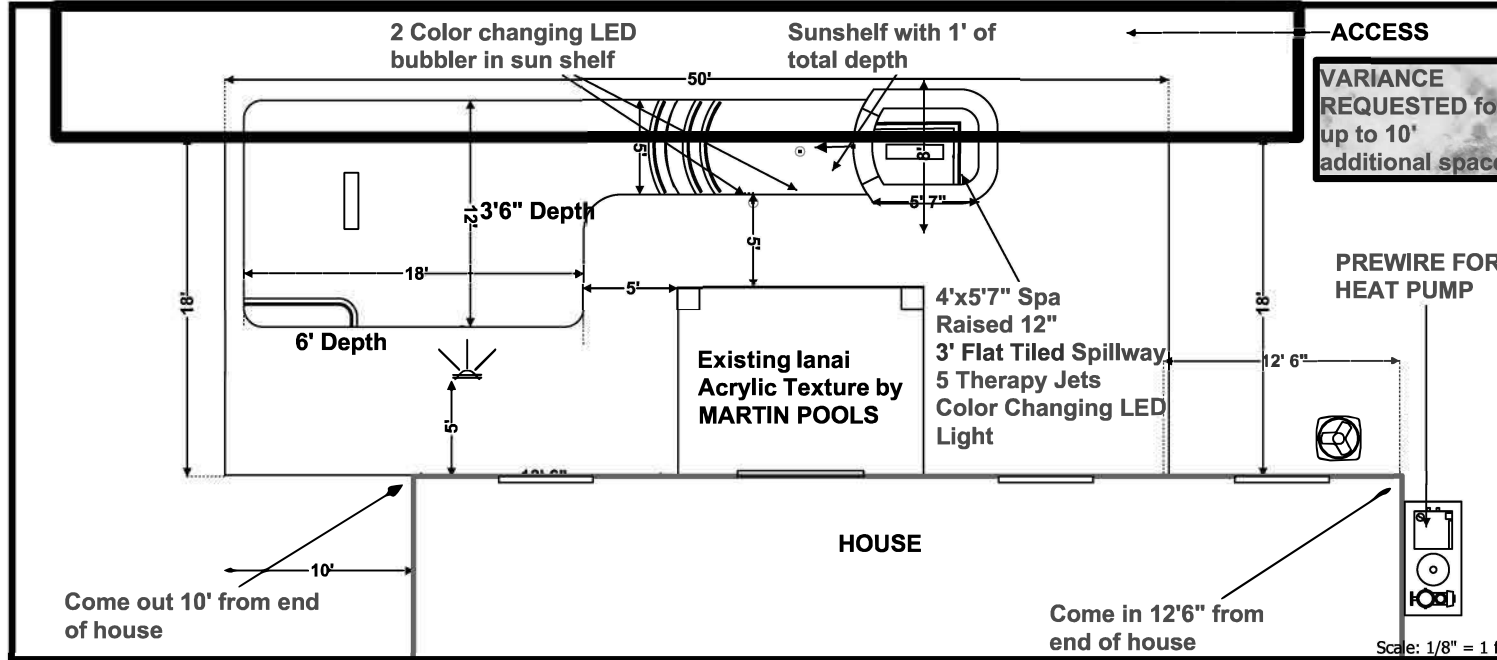 2 Color changing LED
bubbler in sun shelf
Sunshelf with 1' of
total depth
ACCESS
50'
VARIANCE
REQUESTED fo
up to 10'
additional space
5'
8'
5' 7"
12'
3'6" Depth
18'
18'
5'
5'
6' Depth
5'
PREWIRE FOR
HEAT PUMP
4'x5'7" Spa
Raised 12"
3' Flat Tiled Spillway
5 Therapy Jets
Color Changing LED
Light
18'
12' 6"
Existing lanai
Acrylic Texture by
MARTIN POOLS
HOUSE
10'
Come out 10' from end
of house
Come in 12'6" from
end of house
Scale: 1/8" = 1 f